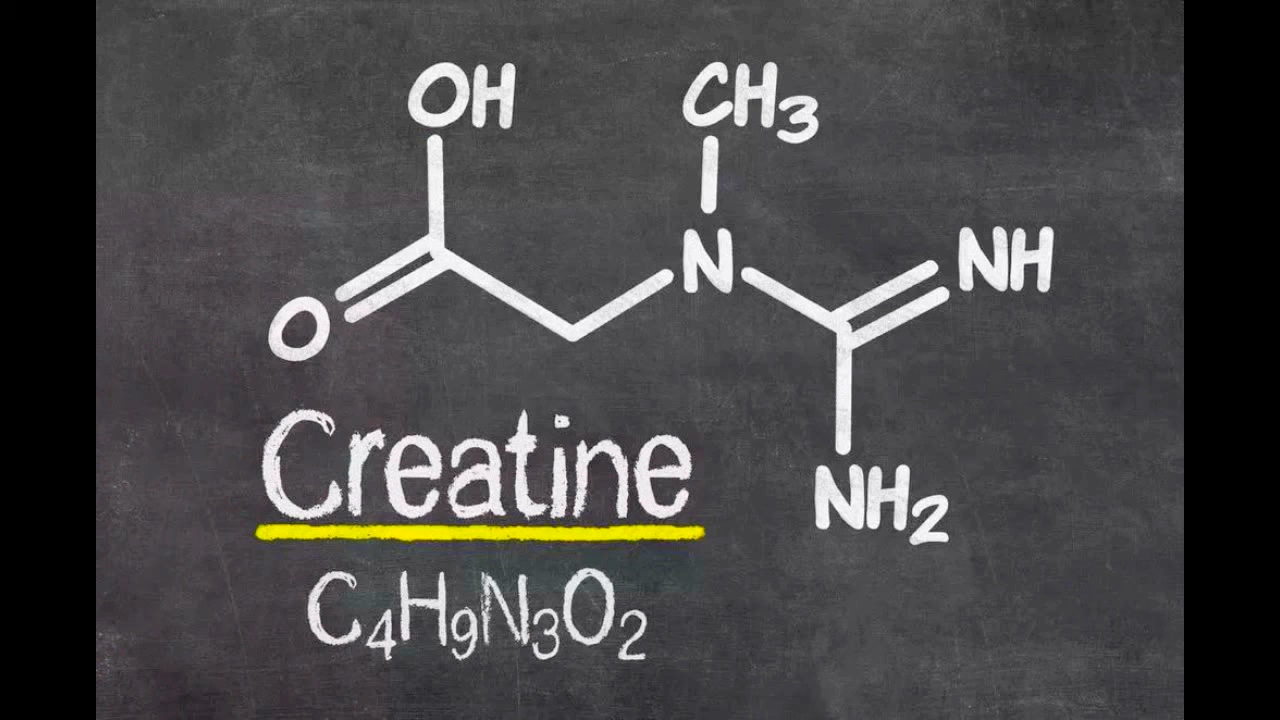 OH CH₃
N NH
O
Creatine
NH₂
C₄H₉N₃O₂